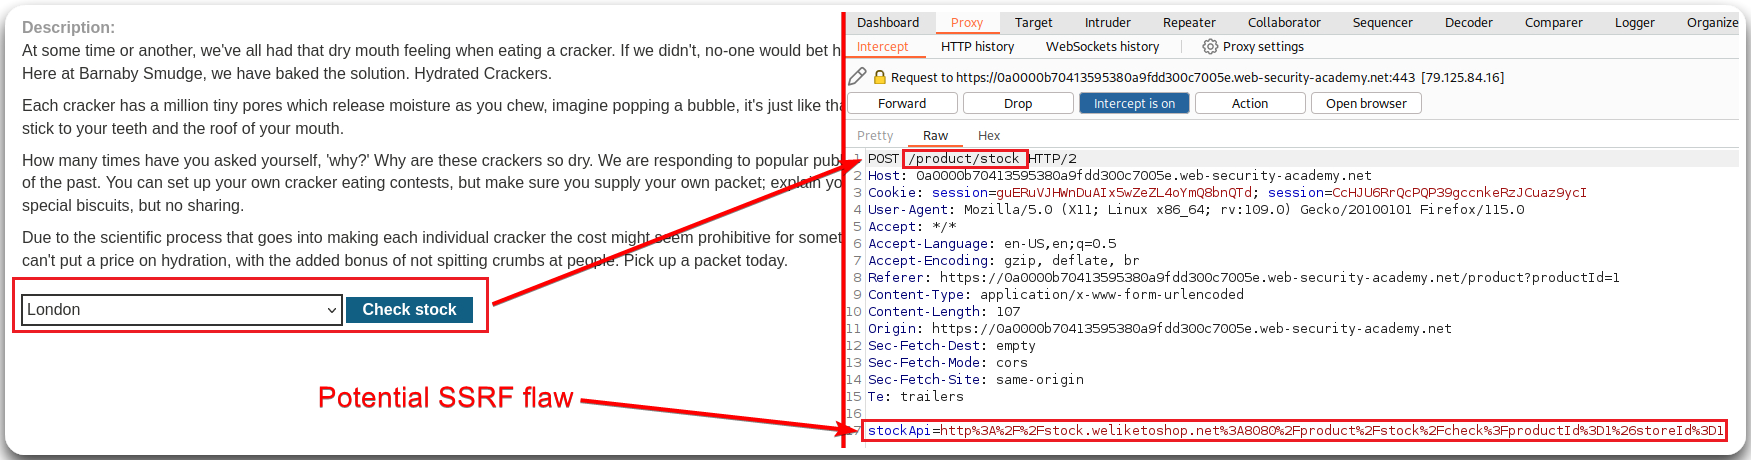 Description:
At some time or another, we've all had that dry mouth feeling when eating a cracker. If we didn't, no-one would bet h
Here at Barnaby Smudge, we have baked the solution. Hydrated Crackers.
Each cracker has a million tiny pores which release moisture as you chew, imagine popping a bubble, it's just like tha
stick to your teeth and the roof of your mouth.
How many times have you asked yourself, 'why?' Why are these crackers so dry. We are responding to popular publ
of the past. You can set up your own cracker eating contests, but make sure you supply your own packet; explain yo
special biscuits, but no sharing.
Due to the scientific process that goes into making each individual cracker the cost might seem prohibitive for somet
can't put a price on hydration, with the added bonus of not spitting crumbs at people. Pick up a packet today.
London
Check stock
Potential SSRF flaw
Dashboard Proxy Target Intruder Repeater Collaborator Sequencer Decoder Comparer Logger Organize
Intercept HTTP history WebSockets history Proxy settings
Request to https://0a0000b70413595380a9fdd300c7005e.web-security-academy.net:443 [79.125.84.16]
Forward Drop Intercept is on Action Open browser
Pretty Raw Hex
1 POST /product/stock HTTP/2
2 Host: 0a0000b70413595380a9fdd300c7005e.web-security-academy.net
3 Cookie: session=guERuVJHWnDuAIx5wZeZL4oYmQ8bnQTd; session=CcHJU6RrQcPQP39gccnkeRzJCuaz9ycI
4 User-Agent: Mozilla/5.0 (X11; Linux x86_64; rv:109.0) Gecko/20100101 Firefox/115.0
5 Accept: */*
6 Accept-Language: en-US,en;q=0.5
7 Accept-Encoding: gzip, deflate, br
8 Referer: https://0a0000b70413595380a9fdd300c7005e.web-security-academy.net/product?productId=1
9 Content-Type: application/x-www-form-urlencoded
10 Content-Length: 107
11 Origin: https://0a0000b70413595380a9fdd300c7005e.web-security-academy.net
12 Sec-Fetch-Dest: empty
13 Sec-Fetch-Mode: cors
14 Sec-Fetch-Site: same-origin
15 Te: trailers
16
17 stockApi=http%3A%2F%2Fstock.weliketoshop.net%3A8080%2Fproduct%2Fstock%2Fcheck%3FproductId%3D1%26storeId%3D1